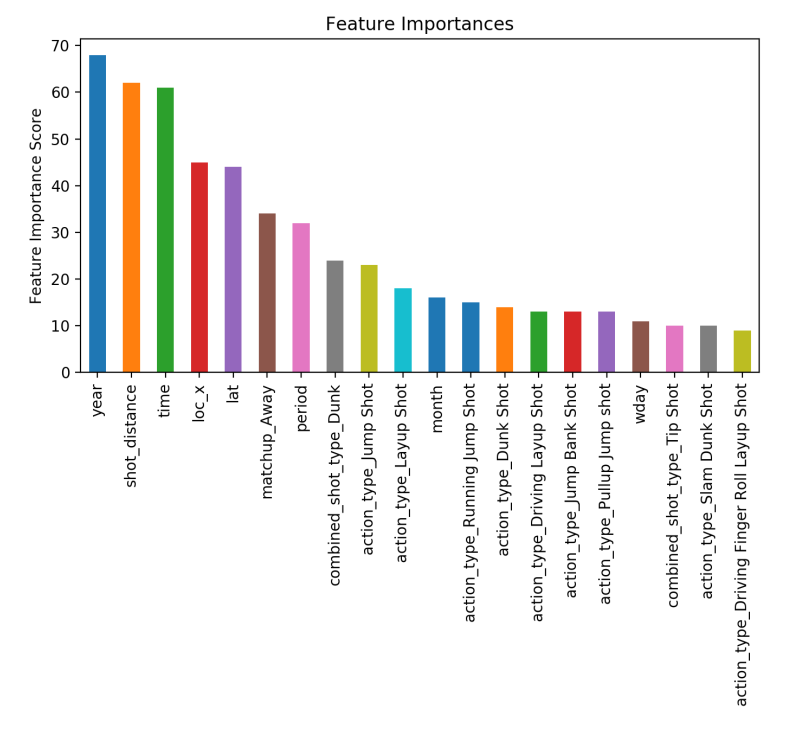 Feature Importances
Feature Importance Score
70
60
50
40
30
20
10
0
year
shot_distance
time
loc_x
lat
matchup_Away
period
combined_shot_type_Dunk
action_type_Jump Shot
action_type_Layup Shot
month
action_type_Running Jump Shot
action_type_Dunk Shot
action_type_Driving Layup Shot
action_type_Jump Bank Shot
action_type_Pullup Jump shot
wday
combined_shot_type_Tip Shot
action_type_Slam Dunk Shot
action_type_Driving Finger Roll Layup Shot